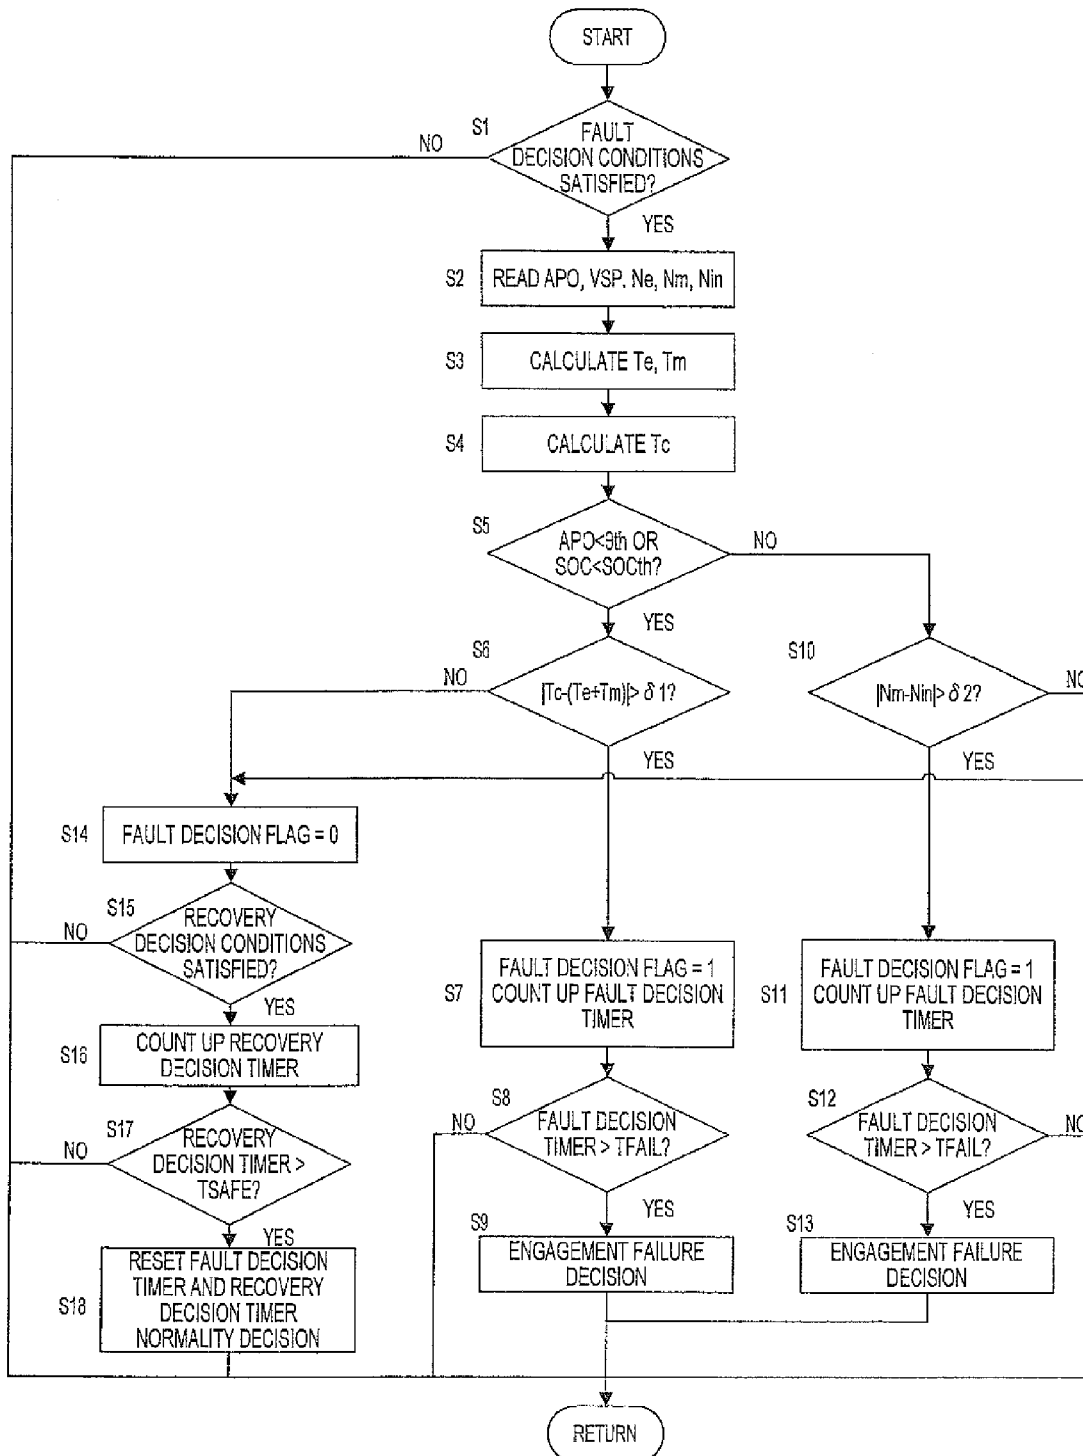 START
S1
NO
FAULT
DECISION CONDITIONS
SATISFIED?
YES
S2
READ APO, VSP, Ne, Nm, Nin
S3
CALCULATE Te, Tm
S4
CALCULATE Tc
S5
APO<θth OR
SOC<SOCth?
NO
YES
S6
NO
|Tc-(Te+Tm)|> δ 1?
YES
S10
|Nm-Nin|> δ 2?
NO
YES
S14
FAULT DECISION FLAG = 0
S15
NO
RECOVERY
DECISION CONDITIONS
SATISFIED?
YES
S16
COUNT UP RECOVERY
DECISION TIMER
S17
NO
RECOVERY
DECISION TIMER >
TSAFE?
YES
S18
RESET FAULT DECISION
TIMER AND RECOVERY
DECISION TIMER
NORMALITY DECISION
S7
FAULT DECISION FLAG = 1
COUNT UP FAULT DECISION
TIMER
S8
NO
FAULT DECISION
TIMER > TFAIL?
YES
S9
ENGAGEMENT FAILURE
DECISION
S11
FAULT DECISION FLAG = 1
COUNT UP FAULT DECISION
TIMER
S12
FAULT DECISION
TIMER > TFAIL?
NO
YES
S13
ENGAGEMENT FAILURE
DECISION
RETURN